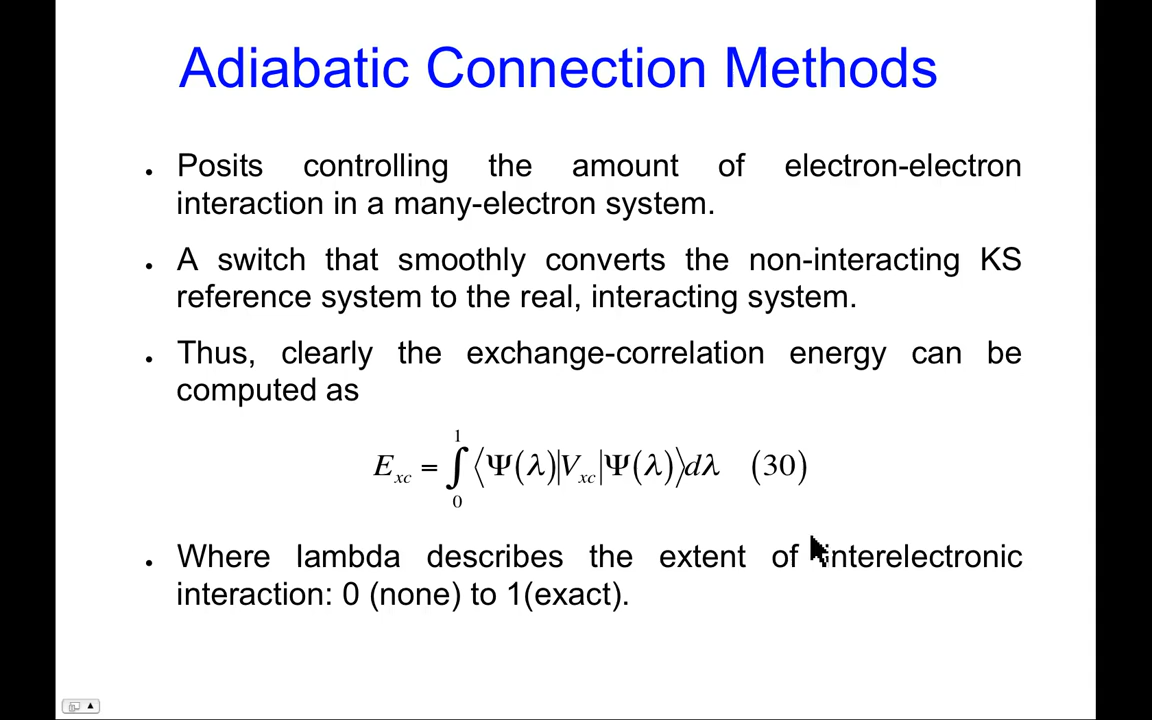 Adiabatic Connection Methods
• Posits controlling the amount of electron-electron
interaction in a many-electron system.
• A switch that smoothly converts the non-interacting KS
reference system to the real, interacting system.
• Thus, clearly the exchange-correlation energy can be
computed as
E_xc = ∫₀¹ ⟨Ψ(λ)|V_xc|Ψ(λ)⟩dλ (30)
• Where lambda describes the extent of interelectronic
interaction: 0 (none) to 1(exact).